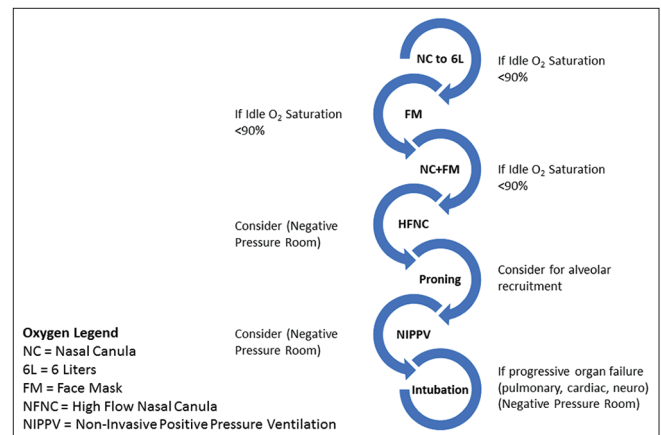 NC to 6L
If Idle O₂ Saturation
<90%
If Idle O₂ Saturation
<90%
FM
NC+FM
If Idle O₂ Saturation
<90%
Consider (Negative
Pressure Room)
HFNC
Proning
Consider for alveolar
recruitment
Consider (Negative
Pressure Room)
NIPPV
Intubation
If progressive organ failure
(pulmonary, cardiac, neuro)
(Negative Pressure Room)
Oxygen Legend
NC = Nasal Canula
6L = 6 Liters
FM = Face Mask
NFNC = High Flow Nasal Canula
NIPPV = Non-Invasive Positive Pressure Ventilation